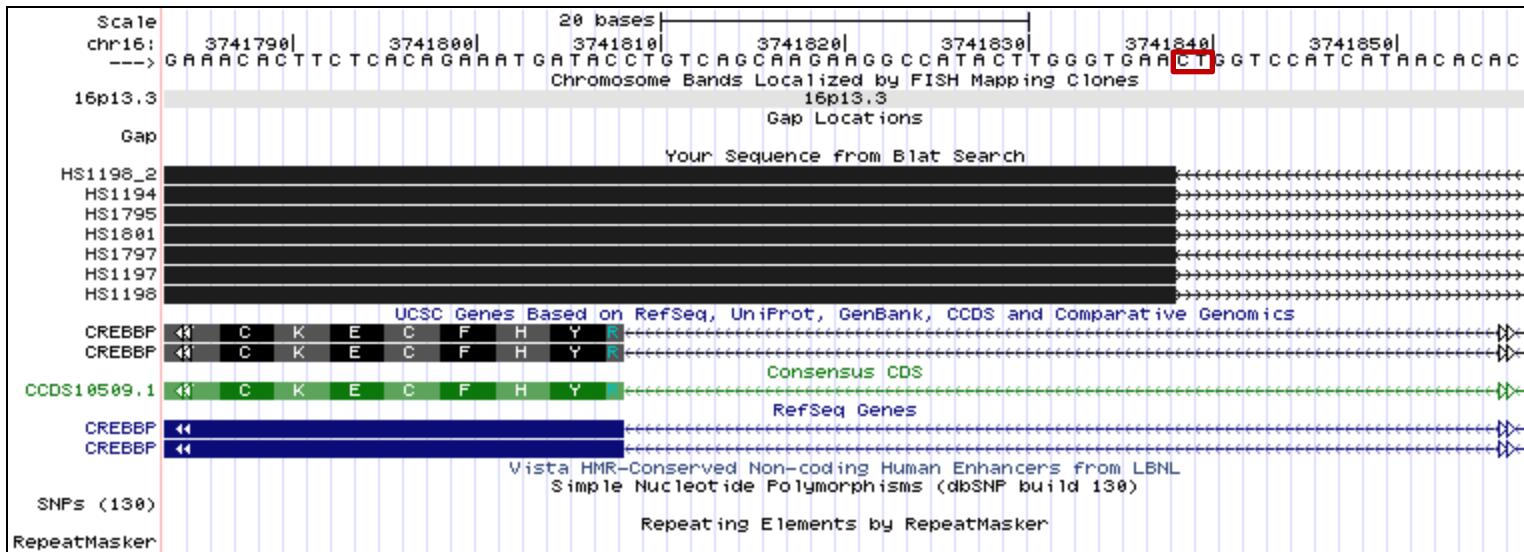 Scale 20 bases
chr16: 3741790| 3741800| 3741810| 3741820| 3741830| 3741840| 3741850|
---> GAAACACTTCTCACAGAAATGATACCTGTCAGCAAGAAGGCCATACTTGGGTGAACTGGTCCATCATAACACAC
Chromosome Bands Localized by FISH Mapping Clones
16p13.3 16p13.3
Gap Locations
Gap
Your Sequence from Blat Search
HS1198_2
HS1194
HS1795
HS1801
HS1797
HS1197
HS1198
UCSC Genes Based on RefSeq, UniProt, GenBank, CCDS and Comparative Genomics
CREBBP C K E C F H Y R
CREBBP C K E C F H Y R
Consensus CDS
CCDS10509.1 C K E C F H Y R
RefSeq Genes
CREBBP
CREBBP
Vista HMR-Conserved Non-coding Human Enhancers from LBNL
Simple Nucleotide Polymorphisms (dbSNP build 130)
SNPs (130)
Repeating Elements by RepeatMasker
RepeatMasker